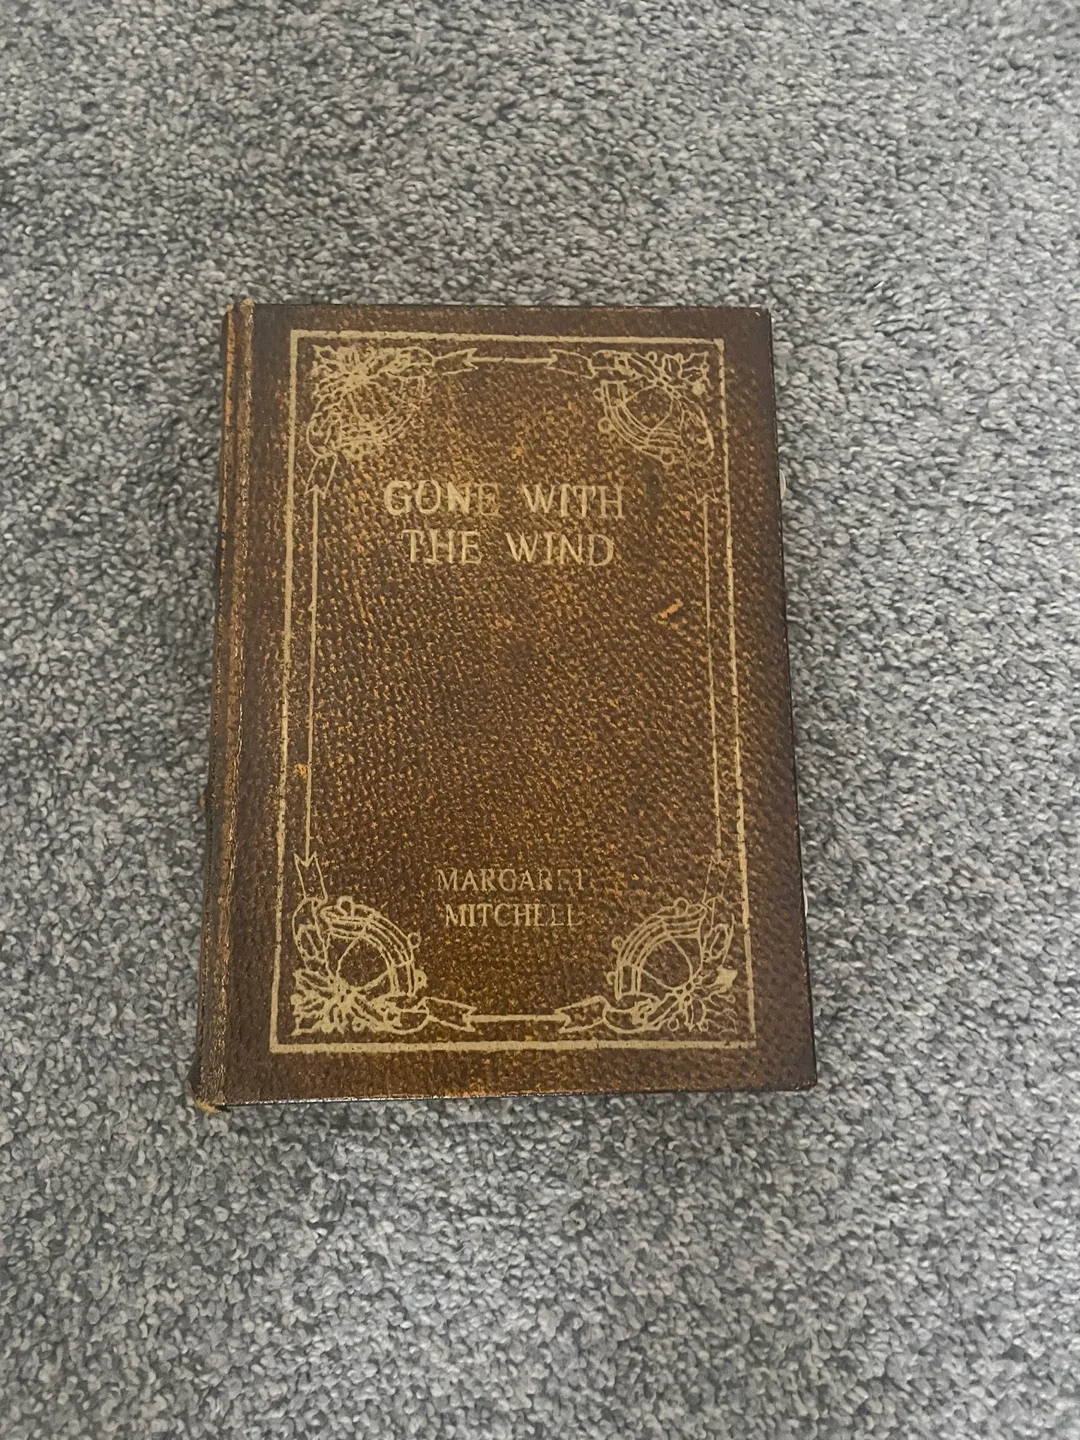 GONE WITH
THE WIND
MARGARET
MITCHELL